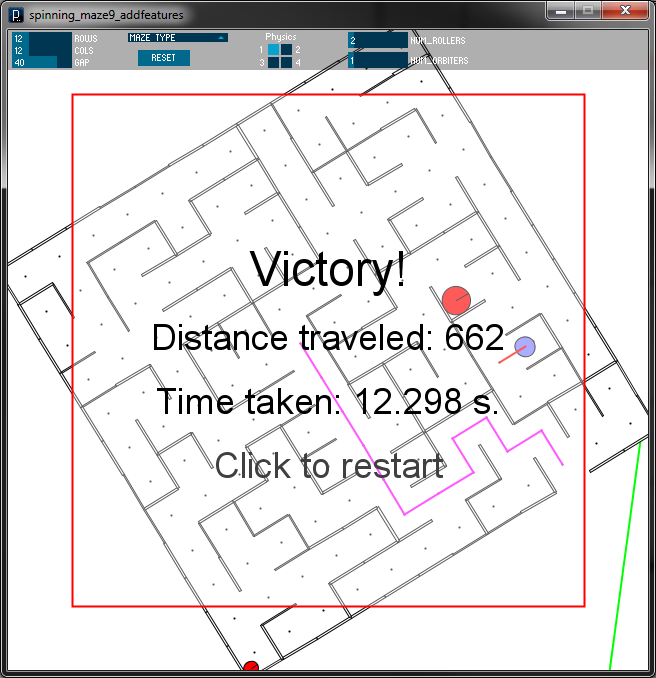 spinning_maze9_addfeatures
12 ROWS
12 COLS
40 GAP
MAZE TYPE
RESET
Physics
1 2
3 4
2 NUM_ROLLERS
1 NUM_ORBITERS
Victory!
Distance traveled: 662
Time taken: 12.298 s.
Click to restart